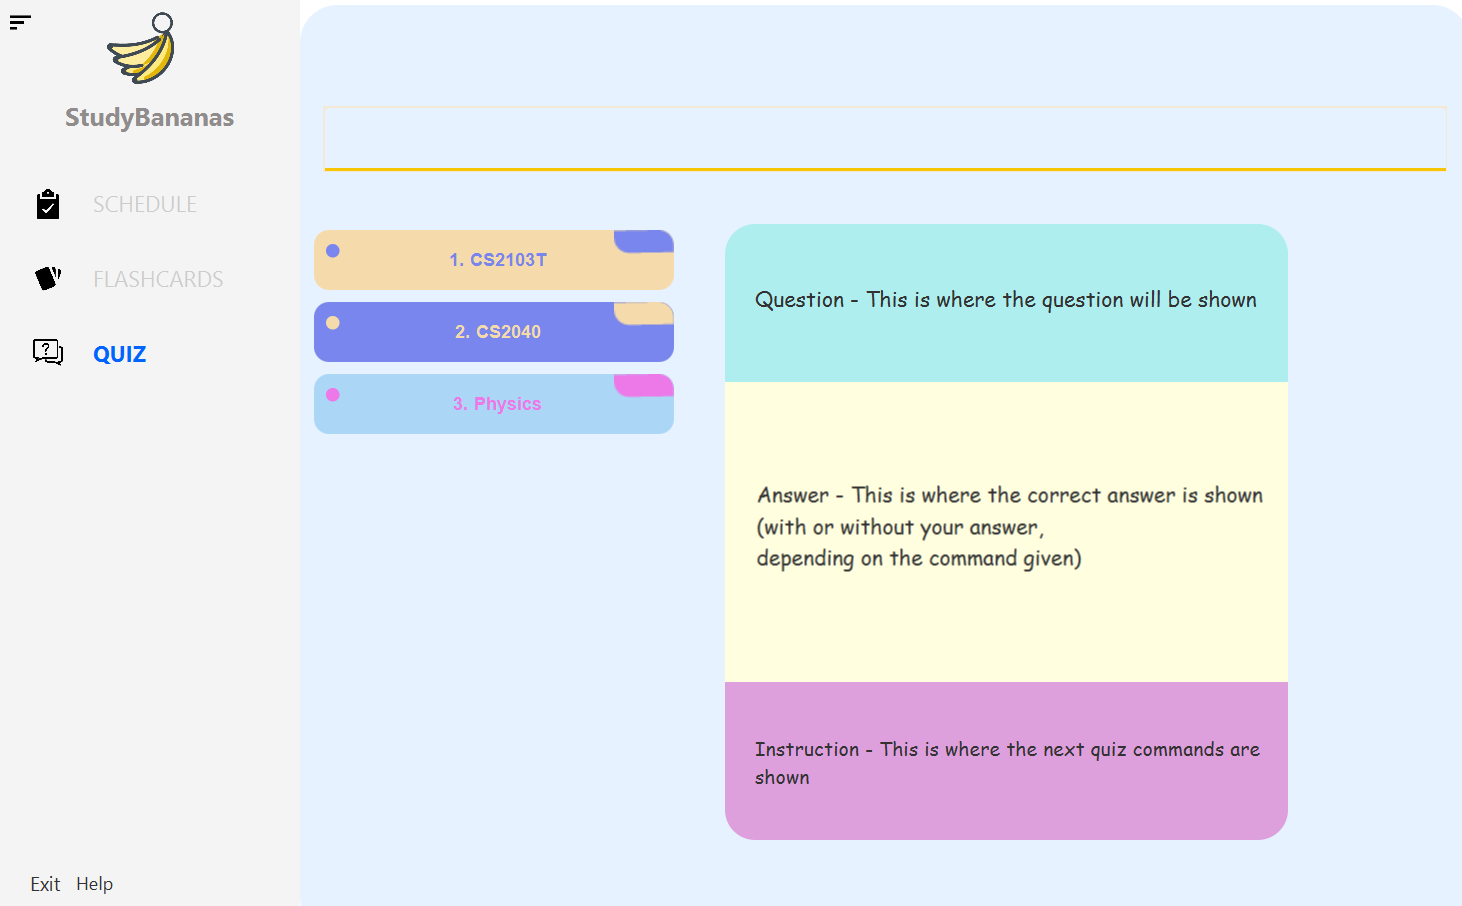 StudyBananas
SCHEDULE
FLASHCARDS
QUIZ
Exit Help
1. CS2103T
2. CS2040
3. Physics
Question - This is where the question will be shown
Answer - This is where the correct answer is shown
(with or without your answer,
depending on the command given)
Instruction - This is where the next quiz commands are
shown